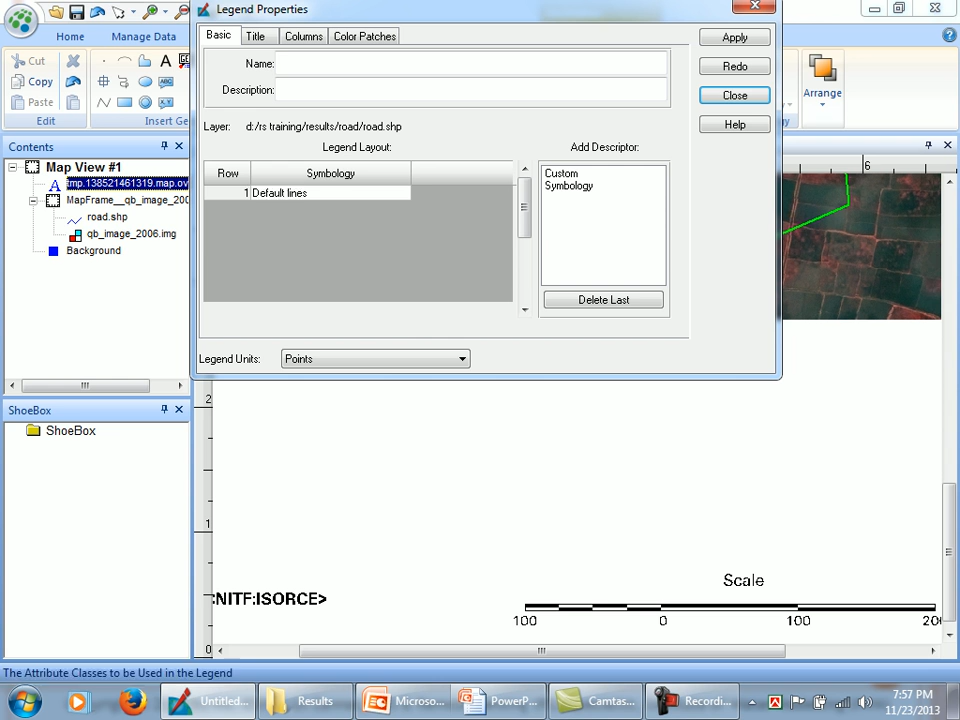 Legend Properties
Home
Manage Data
Cut
Copy
Paste
Edit
Insert Ge
Arrange
Basic
Title
Columns
Color Patches
Name:
Description:
Layer: d:/rs training/results/road/road.shp
Legend Layout:
Add Descriptor:
Row
Symbology
1 Default lines
Custom
Symbology
Delete Last
Legend Units:
Points
Apply
Redo
Close
Help
Contents
Map View #1
tmp.138521461319.map.ov
MapFrame__qb_image_200
road.shp
qb_image_2006.img
Background
ShoeBox
ShoeBox
6
2
1
0
:NITF:ISORCE>
Scale
100
0
100
20
The Attribute Classes to be Used in the Legend
Untitled...
Results
Microso...
PowerP...
Camtas...
Recordi...
7:57 PM
11/23/2013